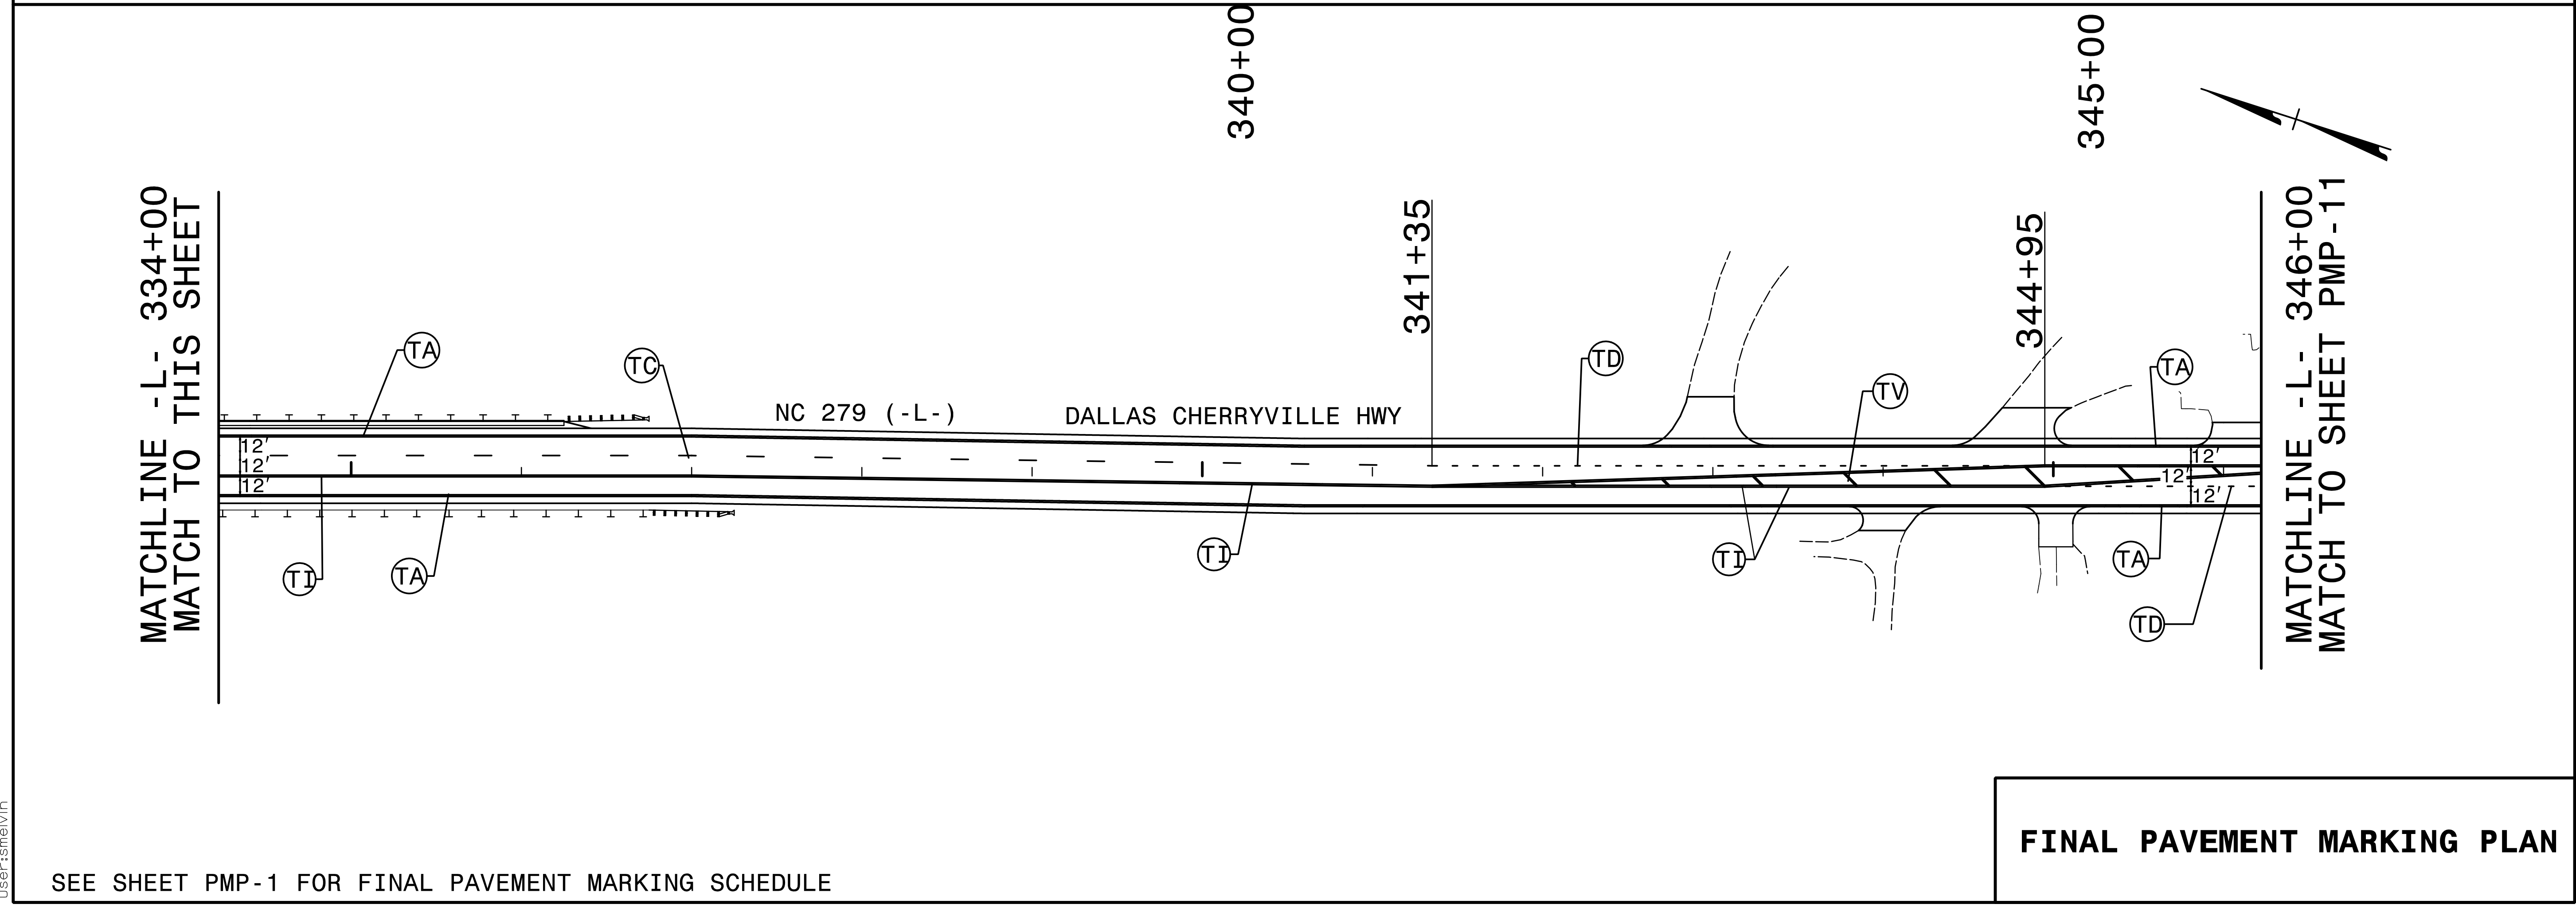 340+00
345+00
MATCHLINE -L- 334+00
MATCH TO THIS SHEET
341+35
344+95
MATCHLINE -L- 346+00
MATCH TO SHEET PMP-11
TA
TC
TD
TV
TA
NC 279 (-L-)
DALLAS CHERRYVILLE HWY
12'
12'
12'
12'
12'
12'
TI
TA
TI
TI
TA
TD
FINAL PAVEMENT MARKING PLAN
SEE SHEET PMP-1 FOR FINAL PAVEMENT MARKING SCHEDULE
user:smelvin